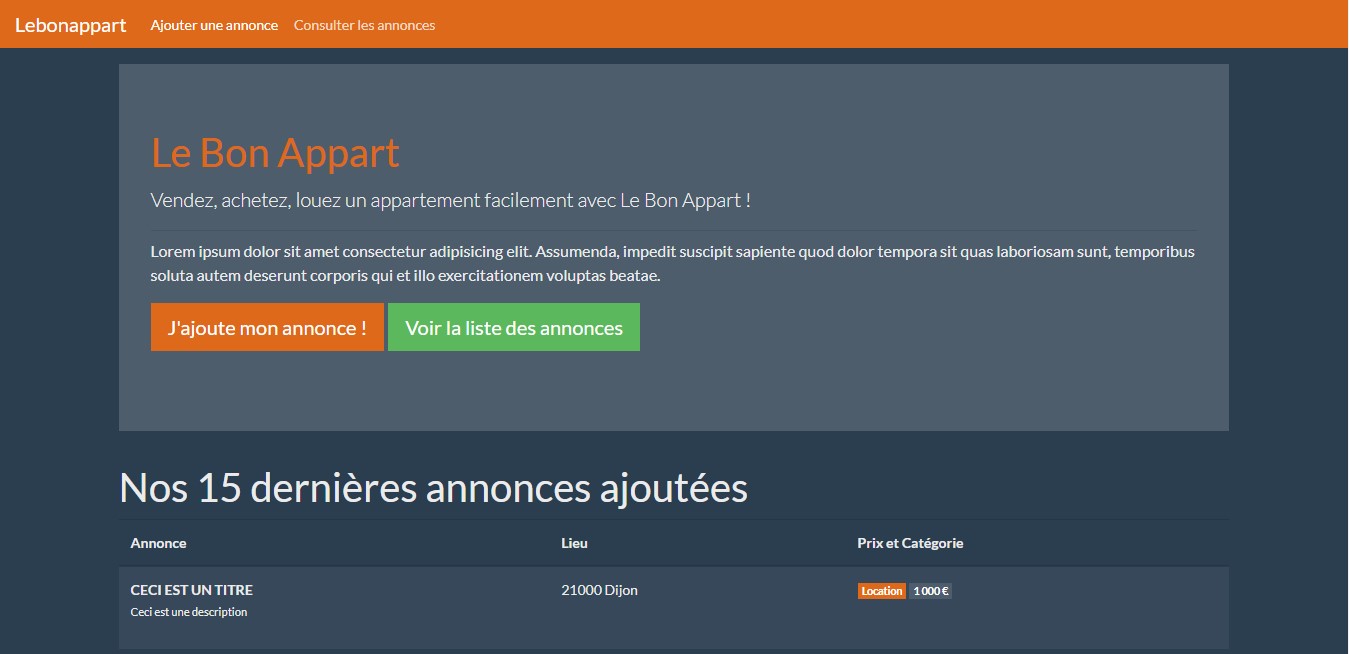 Lebonappart Ajouter une annonce Consulter les annonces
Le Bon Appart
Vendez, achetez, louez un appartement facilement avec Le Bon Appart !
Lorem ipsum dolor sit amet consectetur adipisicing elit. Assumenda, impedit suscipit sapiente quod dolor tempora sit quas laboriosam sunt, temporibus
soluta autem deserunt corporis qui et illo exercitationem voluptas beatae.
J'ajoute mon annonce ! Voir la liste des annonces
Nos 15 dernières annonces ajoutées
Annonce Lieu Prix et Catégorie
CECI EST UN TITRE 21000 Dijon Location 1 000 €
Ceci est une description